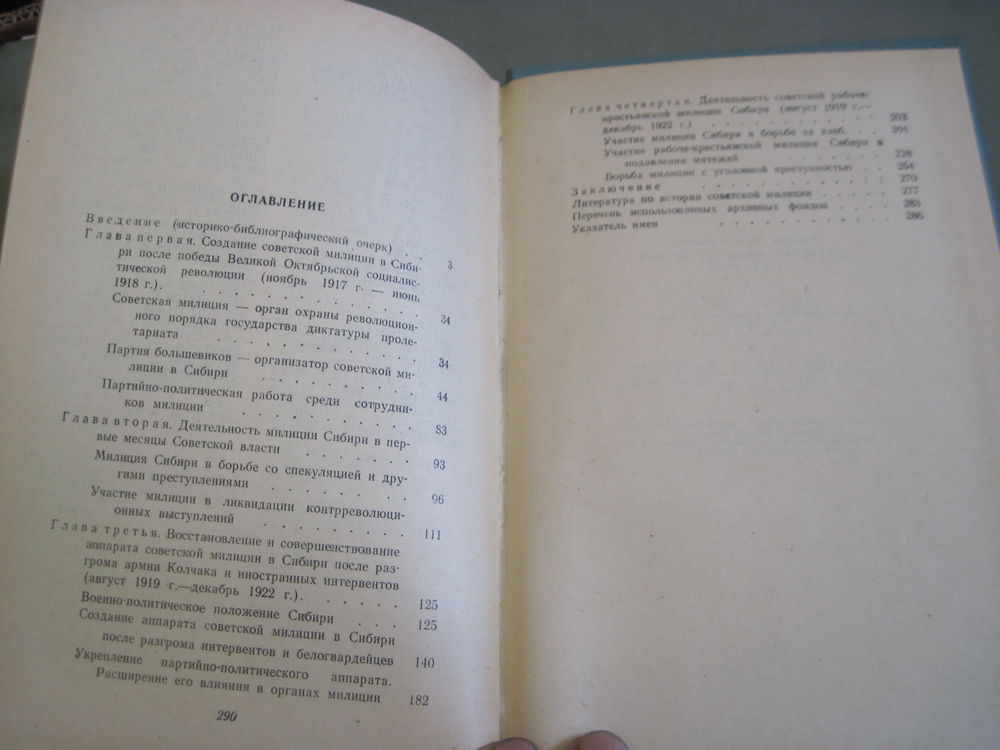 ОГЛАВЛЕНИЕ
Введение (историко-библиографический очерк) . . 3
Глава первая. Создание советской милиции в Сиби-
ри после победы Великой Октябрьской социалис-
тической революции (ноябрь 1917 г. — июнь
1918 г.). . . . . . . . . . . . 34
Советская милиция — орган охраны революцион-
ного порядка государства диктатуры проле-
тариата . . . . . . . . . . . 34
Партия большевиков — организатор советской ми-
лиции в Сибири . . . . . . . . . 44
Партийно-политическая работа среди сотрудни-
ков милиции . . . . . . . . . . 83
Глава вторая. Деятельность милиции Сибири в пер-
вые месяцы Советской власти . . . . . . . 93
Милиция Сибири в борьбе со спекуляцией и дру-
гими преступлениями . . . . . . . . 96
Участие милиции в ликвидации контрреволюци-
онных выступлений . . . . . . . . 111
Глава третья. Восстановление и совершенствование
аппарата советской милиции в Сибири после раз-
грома армии Колчака и иностранных интервентов
(август 1919 г.—декабрь 1922 г.). . . . . . 125
Военно-политическое положение Сибири . . . 125
Создание аппарата советской милиции в Сибири
после разгрома интервентов и белогвардейцев 140
Укрепление партийно-политического аппарата.
Расширение его влияния в органах милиции 182
290
Глава четвертая. Деятельность советской рабоче-
крестьянской милиции Сибири (август 1919 г.—
декабрь 1922 г.) . . . . . . . . . . 203
Участие милиции Сибири в борьбе за хлеб. . . 204
Участие рабоче-крестьянской милиции Сибири в
подавлении мятежей . . . . . . . 228
Борьба милиции с уголовной преступностью . . 254
Заключение . . . . . . . . . . . 270
Литература по истории советской милиции . . . . 277
Перечень использованных архивных фондов . . . . 283
Указатель имен . . . . . . . . . . 286